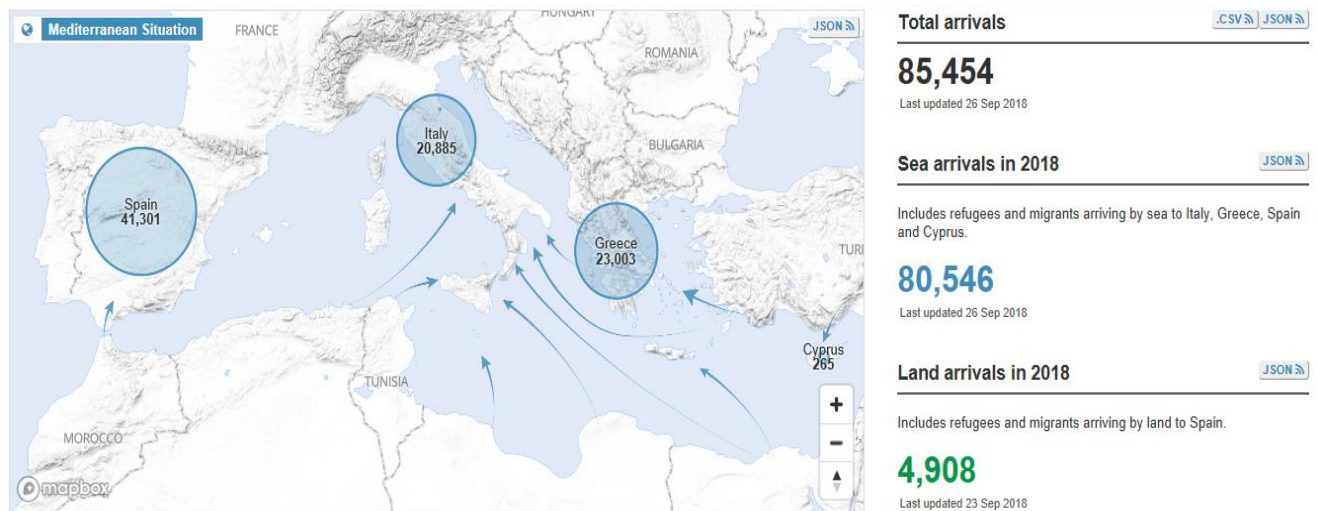 Mediterranean Situation
JSON
FRANCE
HUNGARY
ROMANIA
Italy
20,885
BULGARIA
Spain
41,301
Greece
23,003
TURI
Cyprus
265
TUNISIA
MOROCCO
+
−
mapbox
Total arrivals
.CSV JSON
85,454
Last updated 26 Sep 2018
Sea arrivals in 2018
JSON
Includes refugees and migrants arriving by sea to Italy, Greece, Spain
and Cyprus.
80,546
Last updated 26 Sep 2018
Land arrivals in 2018
JSON
Includes refugees and migrants arriving by land to Spain.
4,908
Last updated 23 Sep 2018